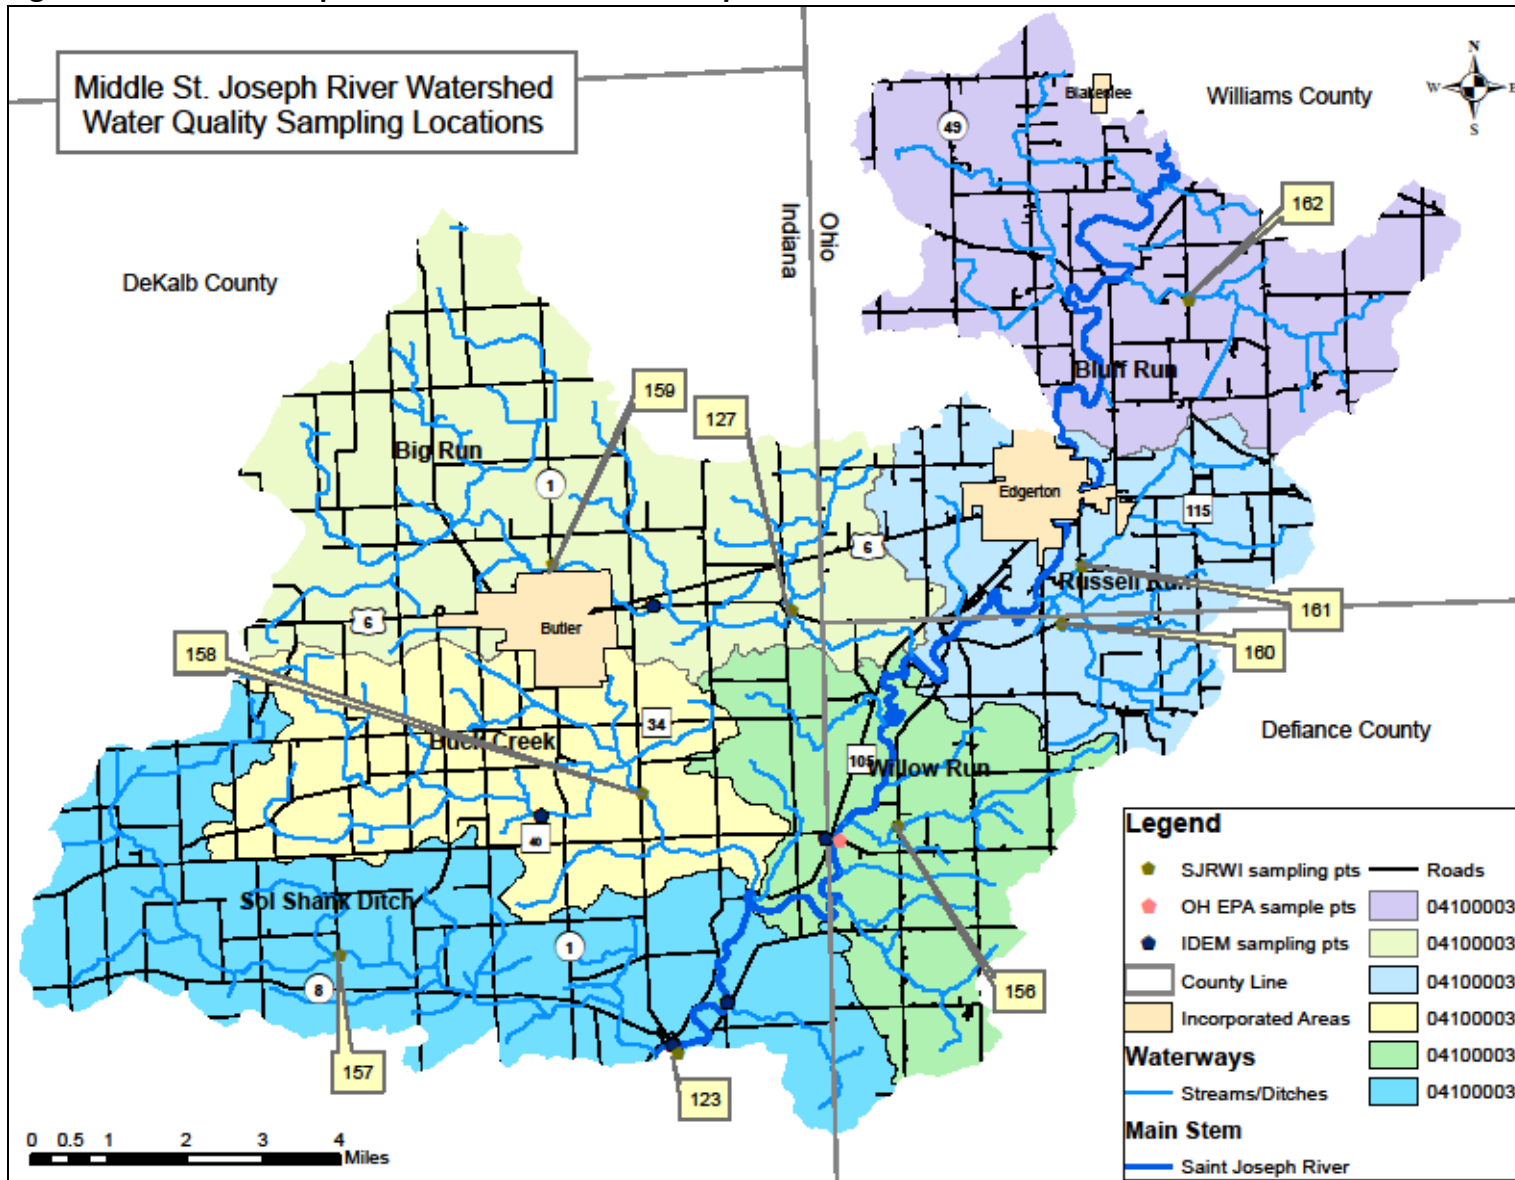 Middle St. Joseph River Watershed
Water Quality Sampling Locations
Williams County
N
W
E
S
Blakeslee
49
162
Ohio
Indiana
DeKalb County
Bluff Run
159
127
Big Run
1
Edgerton
115
6
Russell Run
161
6
Butler
160
158
34
Buck Creek
Defiance County
105
Willow Run
40
Sol Shank Ditch
1
8
156
157
123
0 0.5 1 2 3 4
Miles
Legend
SJRWI sampling pts
OH EPA sample pts
IDEM sampling pts
County Line
Incorporated Areas
Waterways
Streams/Ditches
Main Stem
Saint Joseph River
Roads
04100003
04100003
04100003
04100003
04100003
04100003